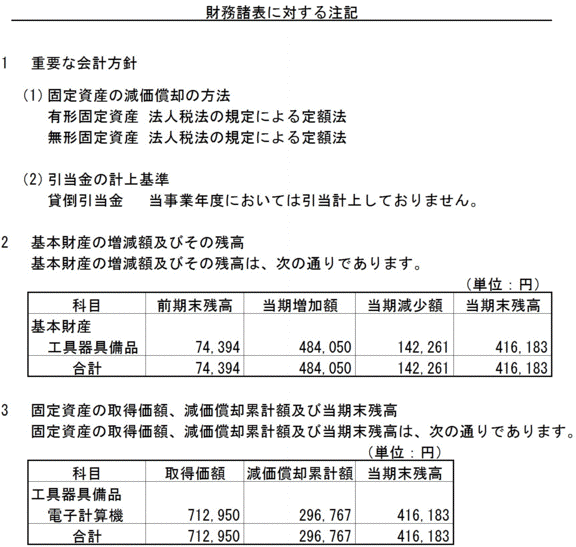 財務諸表に対する注記
1 重要な会計方針
(1) 固定資産の減価償却の方法
有形固定資産 法人税法の規定による定額法
無形固定資産 法人税法の規定による定額法
(2) 引当金の計上基準
貸倒引当金 当事業年度においては引当計上しておりません。
2 基本財産の増減額及びその残高
基本財産の増減額及びその残高は、次の通りであります。
（単位：円）
科目 前期末残高 当期増加額 当期減少額 当期末残高
基本財産
工具器具備品 74,394 484,050 142,261 416,183
合計 74,394 484,050 142,261 416,183
3 固定資産の取得価額、減価償却累計額及び当期末残高
固定資産の取得価額、減価償却累計額及び当期末残高は、次の通りであります。
（単位：円）
科目 取得価額 減価償却累計額 当期末残高
工具器具備品
電子計算機 712,950 296,767 416,183
合計 712,950 296,767 416,183